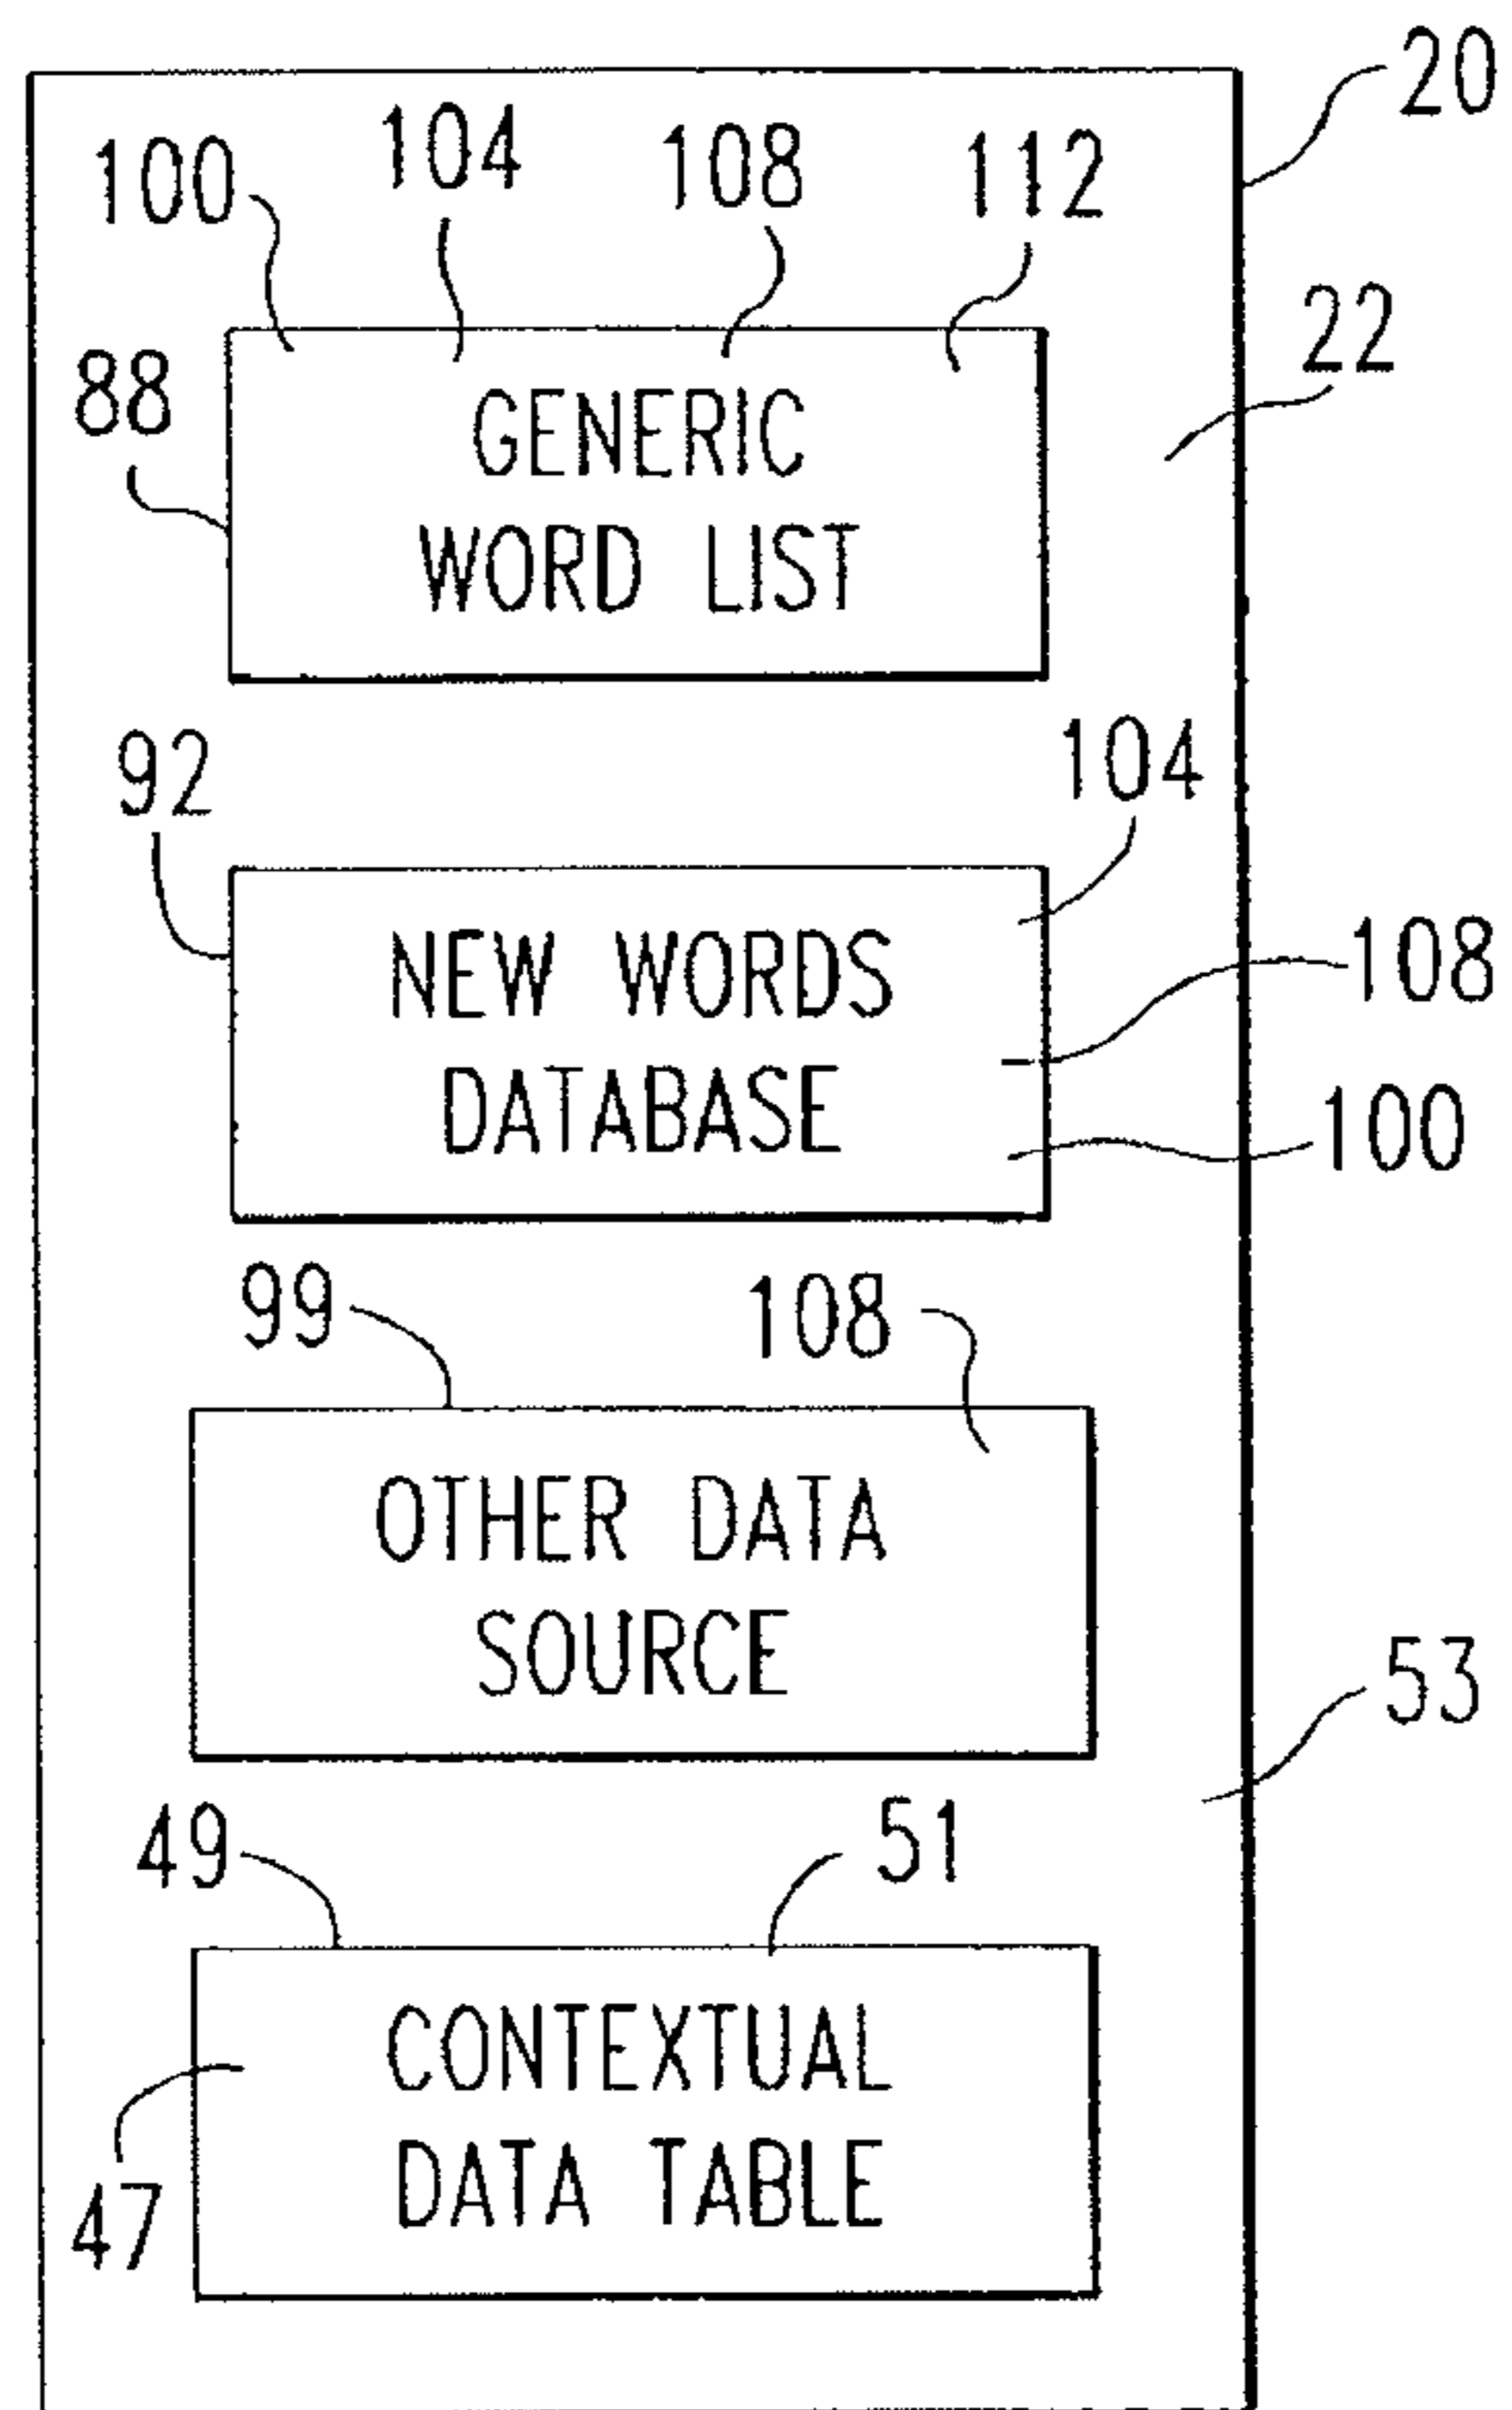 20
100 104 108 112
22
88
GENERIC
WORD LIST
92
104
NEW WORDS
108
DATABASE
100
99 108
OTHER DATA
SOURCE
53
49 51
CONTEXTUAL
DATA TABLE
47